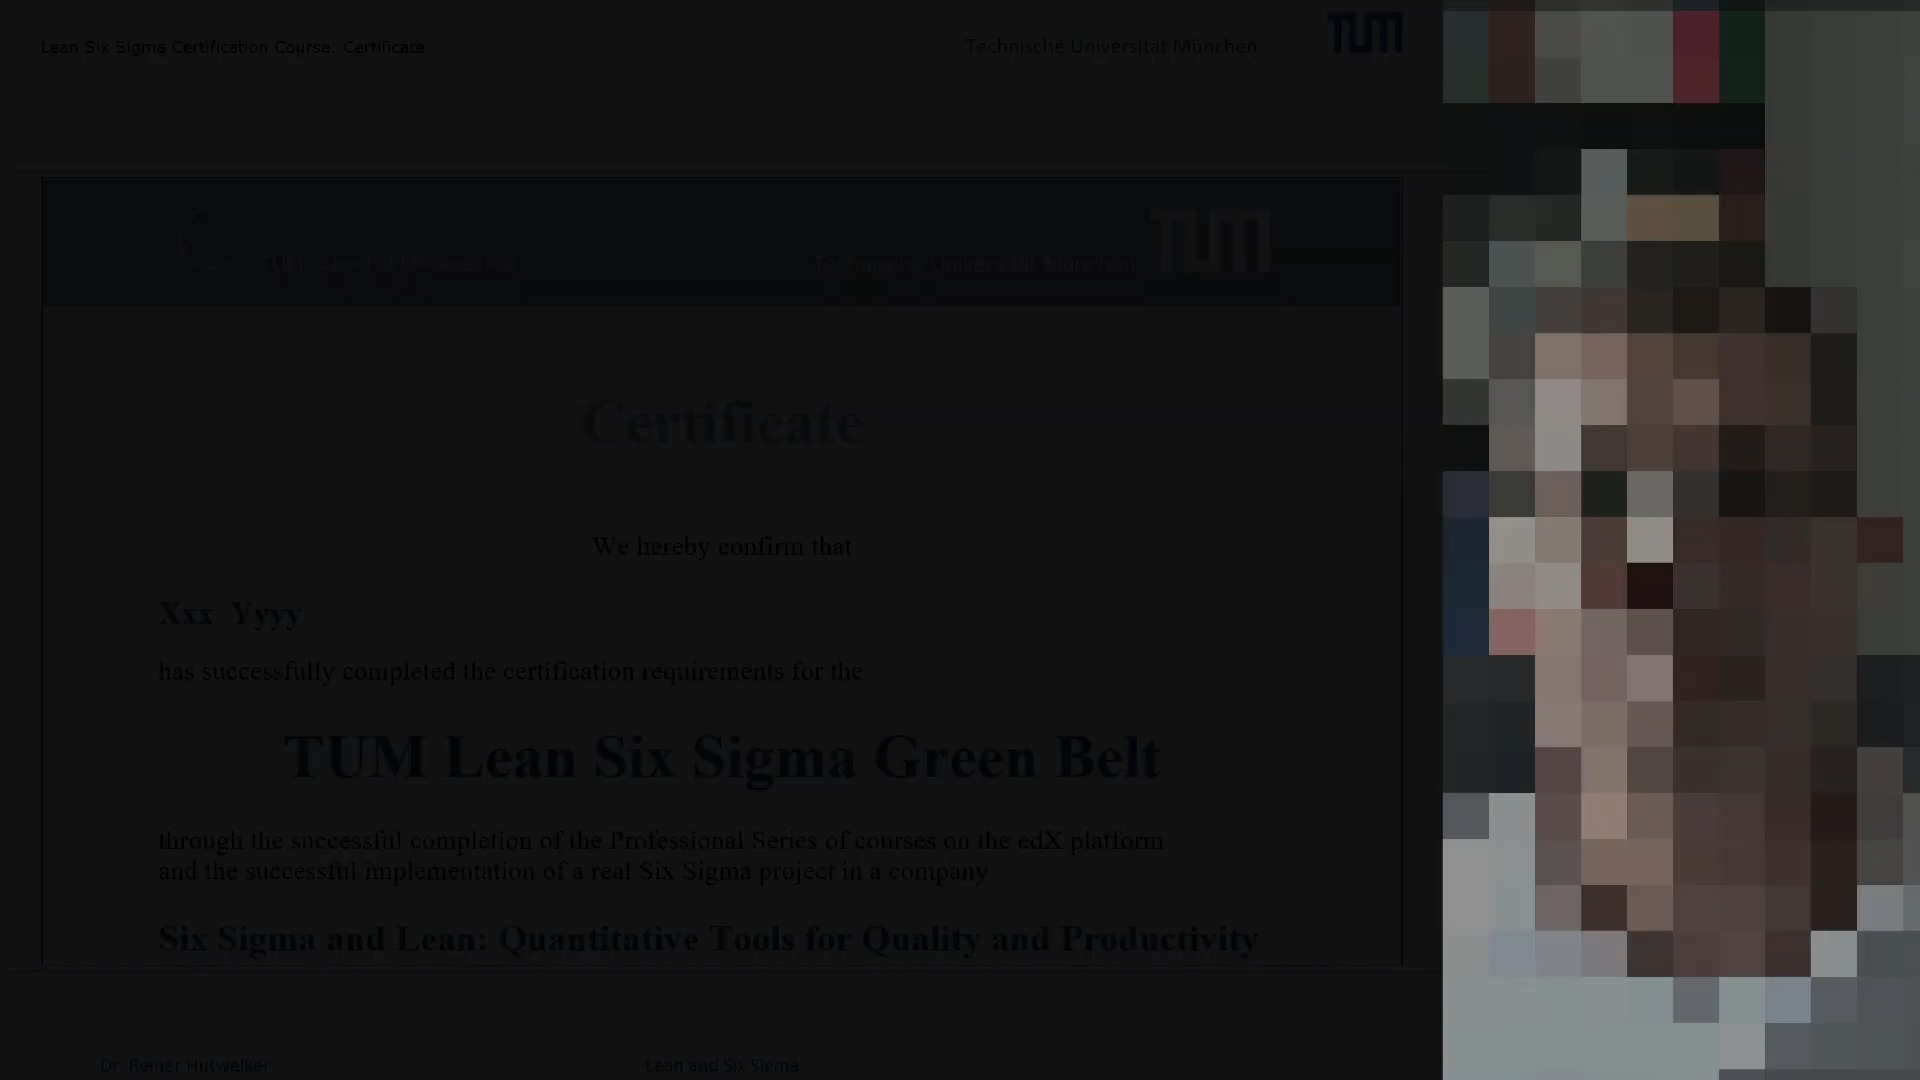 Lean Six Sigma Certification Course: Certificate
Technische Universität München
TUM
TUM School of Management
Technische Universität München
TUM
Certificate
We hereby confirm that
Xxx Yyyy
has successfully completed the certification requirements for the
TUM Lean Six Sigma Green Belt
through the successful completion of the Professional Series of courses on the edX platform
and the successful implementation of a real Six Sigma project in a company
Six Sigma and Lean: Quantitative Tools for Quality and Productivity
Dr. Reiner Hutwelker
Lean and Six Sigma